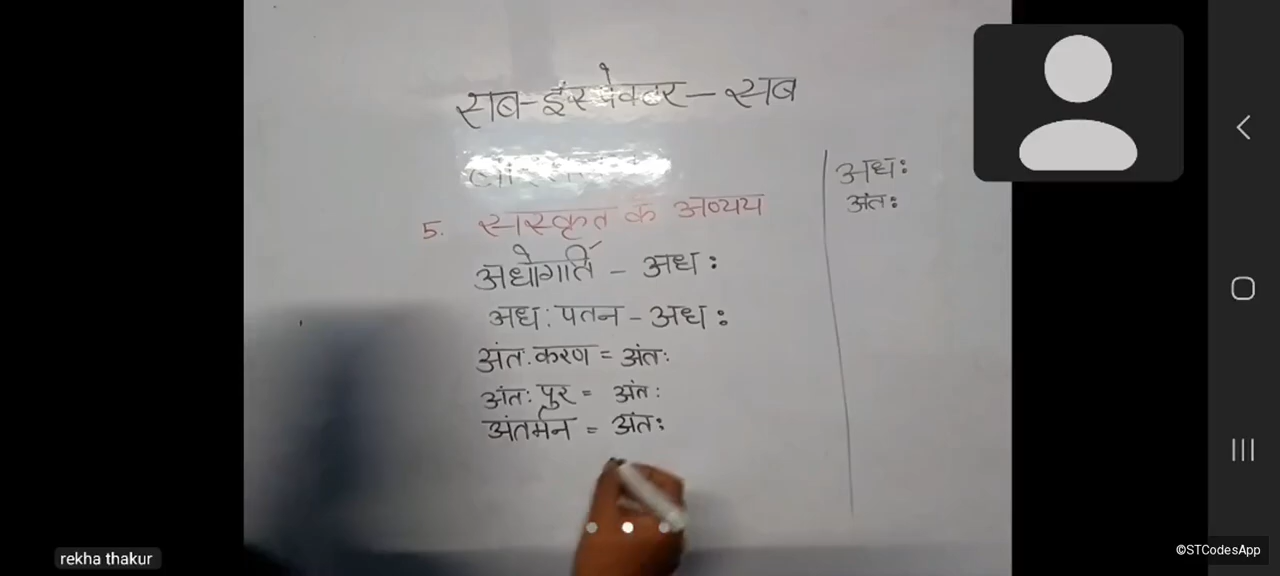 सब-इंस्पेक्टर – सब
5. संस्कृत के अव्यय
अधोगति – अधः
अधः पतन – अधः
अंतःकरण = अंतः
अंतः पुर = अंतः
अंतर्मन = अंतः
अधः
अंतः
rekha thakur
©STCodesApp